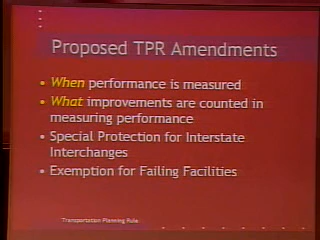 Proposed TPR Amendments
• When performance is measured
• What improvements are counted in
measuring performance
• Special Protection for Interstate
Interchanges
• Exemption for Failing Facilities
Transportation Planning Rule